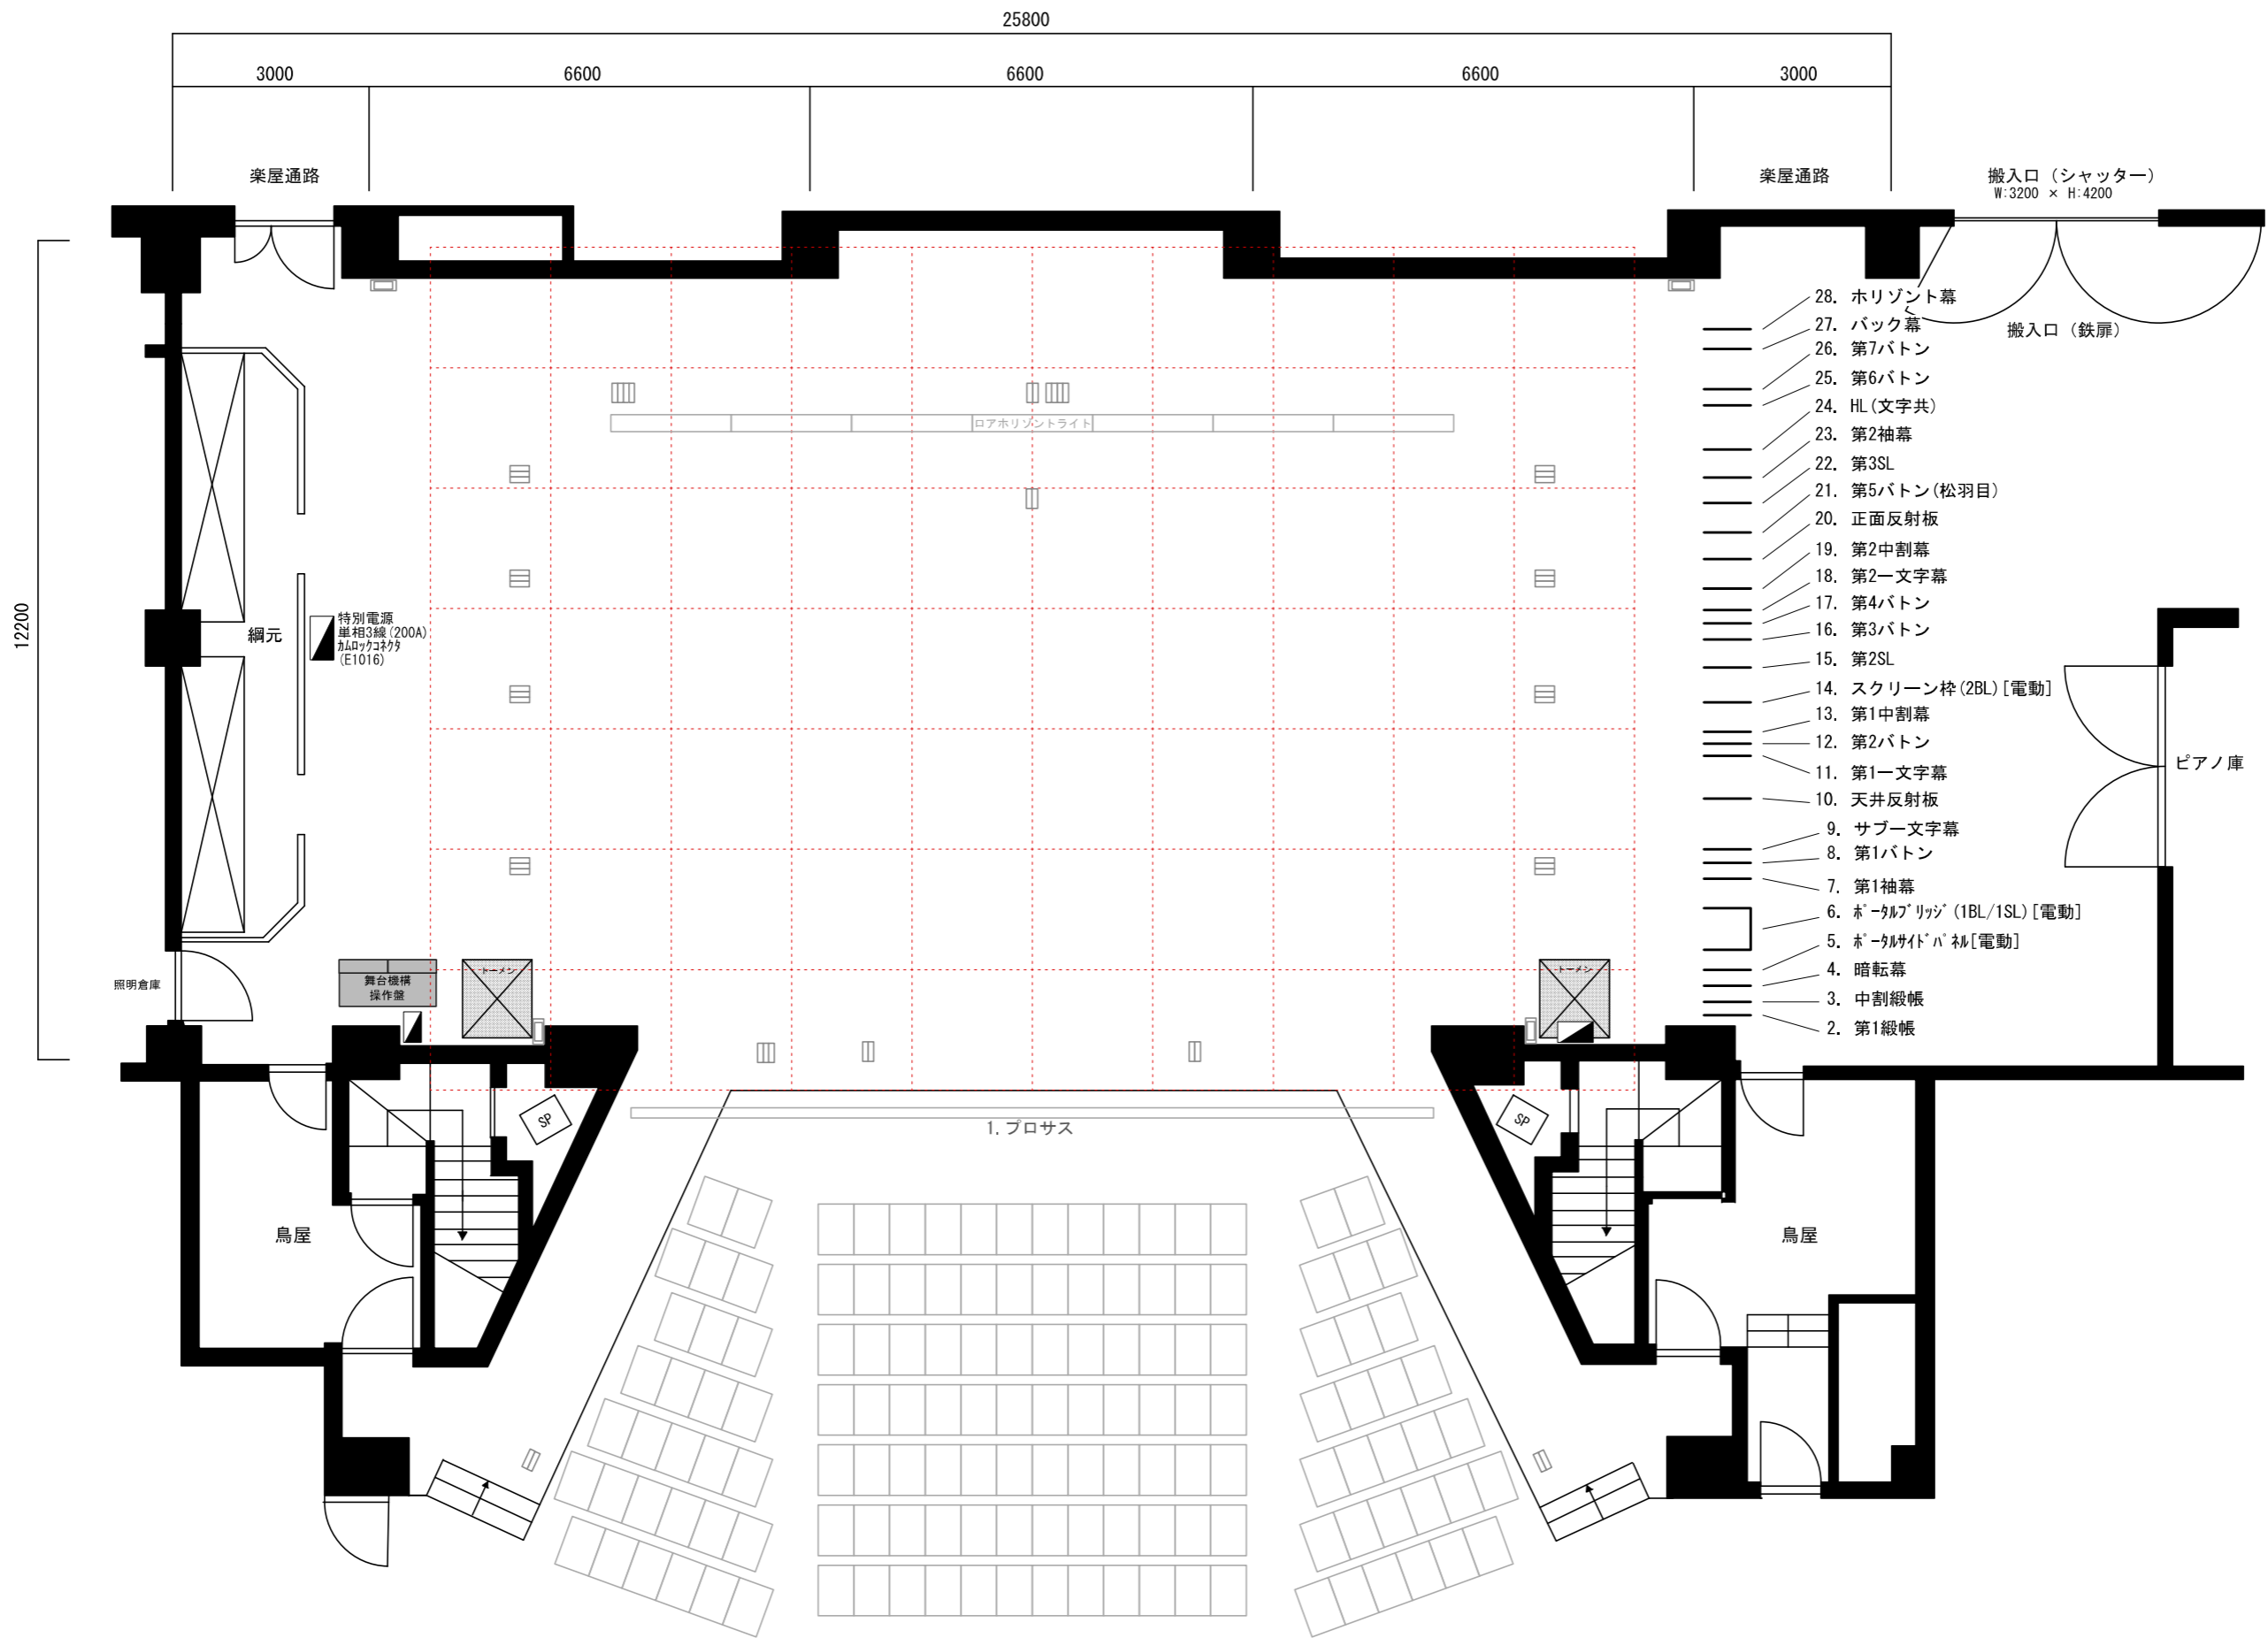 25800
3000
6600
6600
6600
3000
楽屋通路
楽屋通路
搬入口（シャッター）
W:3200 × H:4200
搬入口（鉄扉）
12200
28. ホリゾント幕
27. バック幕
26. 第7バトン
25. 第6バトン
24. HL(文字共)
23. 第2袖幕
22. 第3SL
21. 第5バトン(松羽目)
20. 正面反射板
19. 第2中割幕
18. 第2一文字幕
17. 第4バトン
16. 第3バトン
15. 第2SL
14. スクリーン枠(2BL)[電動]
13. 第1中割幕
12. 第2バトン
11. 第1一文字幕
10. 天井反射板
9. サブ一文字幕
8. 第1バトン
7. 第1袖幕
6. ﾎﾟｰﾀﾙﾌﾞﾘｯｼﾞ(1BL/1SL)[電動]
5. ﾎﾟｰﾀﾙｻｲﾄﾞﾊﾟﾈﾙ[電動]
4. 暗転幕
3. 中割緞帳
2. 第1緞帳
ロアホリゾントライト
綱元
特別電源
単相3線(200A)
ｶﾑﾛｯｸｺﾈｸﾀ
(E1016)
ピアノ庫
照明倉庫
舞台機構
操作盤
トーメン
トーメン
SP
SP
1.プロサス
鳥屋
鳥屋